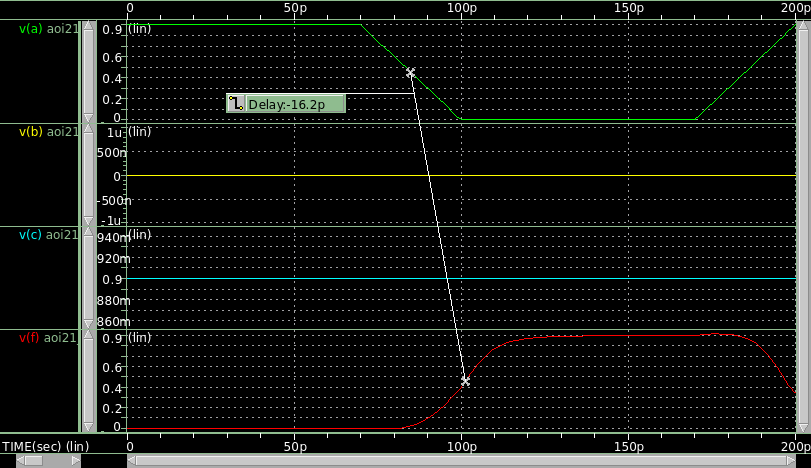 0 50p 100p 150p 200p
v(a) aoi21 0.9 (lin)
0.6
0.4
0.2
Delay:-16.2p
0
v(b) aoi21 1u (lin)
500n
0
-500n
-1u
v(c) aoi21 940m (lin)
920m
0.9
880m
860m
v(f) aoi21 0.9 (lin)
0.6
0.4
0.2
0
TIME(sec) (lin) 0 50p 100p 150p 200p